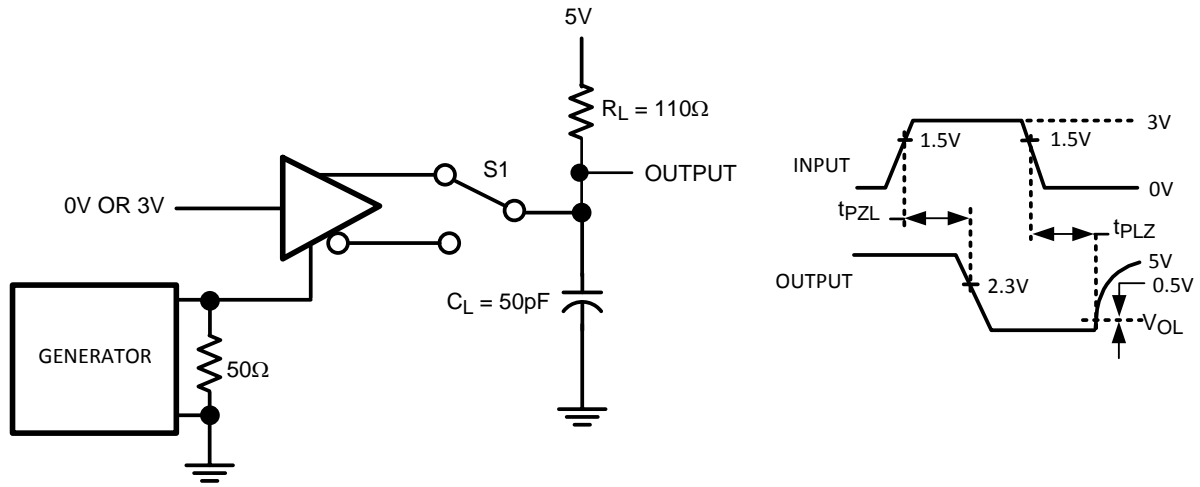 5V
R_L = 110Ω
S1
OUTPUT
0V OR 3V
C_L = 50pF
GENERATOR
50Ω
3V
1.5V
1.5V
INPUT
0V
t_PZL
t_PLZ
5V
OUTPUT
2.3V
0.5V
V_OL